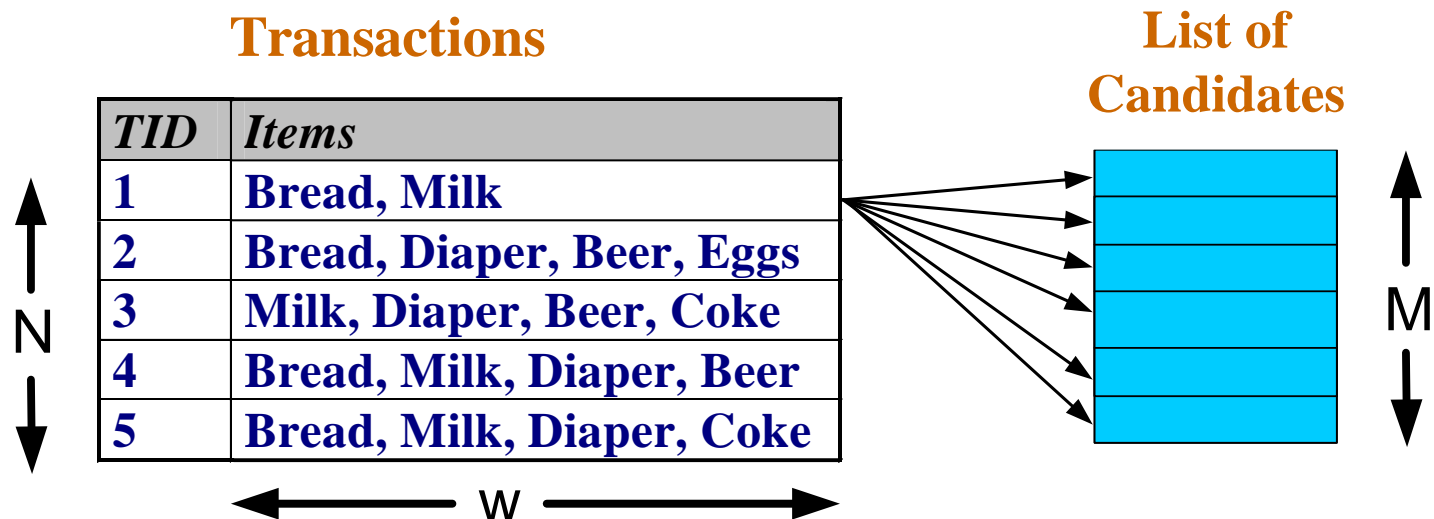 Transactions
List of
Candidates
TID Items
1 Bread, Milk
2 Bread, Diaper, Beer, Eggs
3 Milk, Diaper, Beer, Coke
4 Bread, Milk, Diaper, Beer
5 Bread, Milk, Diaper, Coke
N
M
w